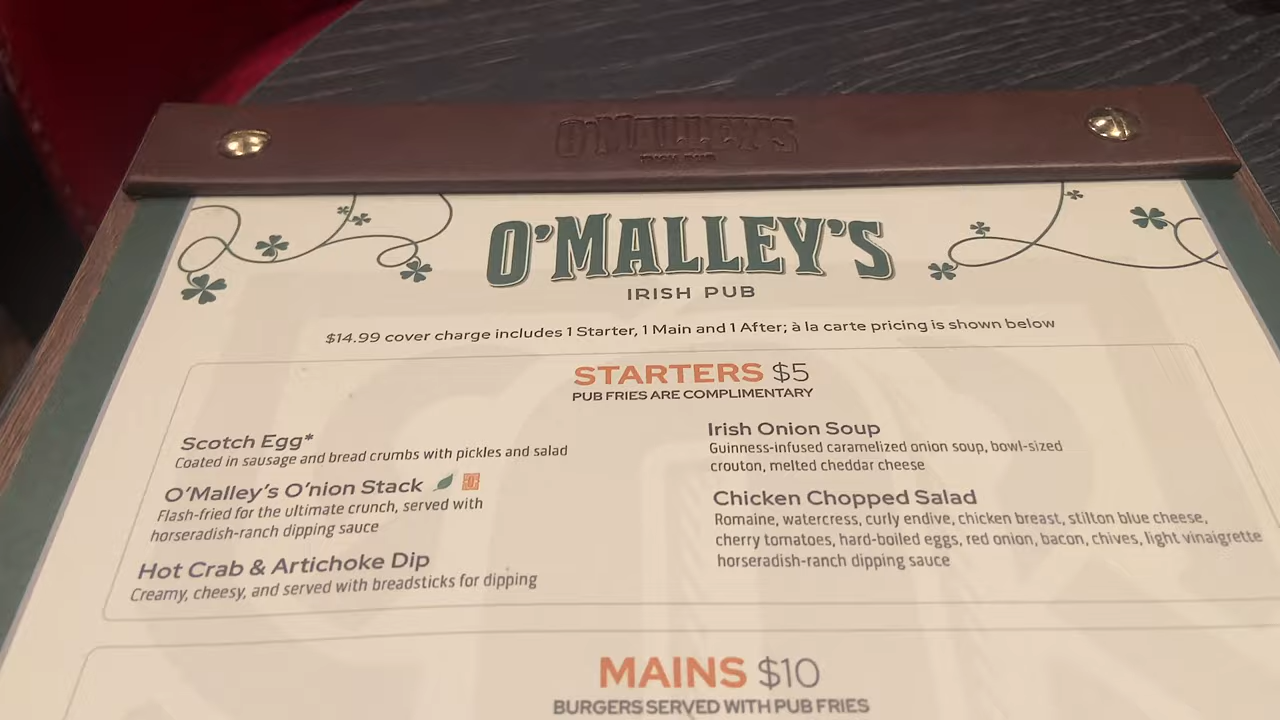 O'MALLEY'S
IRISH PUB
O'MALLEY'S
IRISH PUB
$14.99 cover charge includes 1 Starter, 1 Main and 1 After; à la carte pricing is shown below
STARTERS $5
PUB FRIES ARE COMPLIMENTARY
Scotch Egg*
Coated in sausage and bread crumbs with pickles and salad
O'Malley's O'nion Stack
Flash-fried for the ultimate crunch, served with
horseradish-ranch dipping sauce
Hot Crab & Artichoke Dip
Creamy, cheesy, and served with breadsticks for dipping
Irish Onion Soup
Guinness-infused caramelized onion soup, bowl-sized
crouton, melted cheddar cheese
Chicken Chopped Salad
Romaine, watercress, curly endive, chicken breast, stilton blue cheese,
cherry tomatoes, hard-boiled eggs, red onion, bacon, chives, light vinaigrette
horseradish-ranch dipping sauce
MAINS $10
BURGERS SERVED WITH PUB FRIES